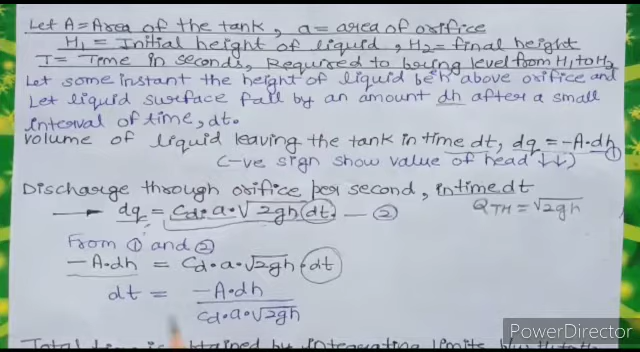 Let A = Area of the tank, a = area of orifice
H1 = Initial height of liquid, H2 = final height
T = Time in seconds, Required to bring level from H1 to H2
Let some instant the height of liquid be h above orifice and
Let liquid surface fall by an amount dh after a small
interval of time, dt.
volume of liquid leaving the tank in time dt, dq = -A·dh ①
(-ve sign show value of head ↓↓)
Discharge through orifice per second, in time dt
→ dq = Cd·a·√2gh (dt) — ② QTH = √2gh
From ① and ②
-A·dh = Cd·a·√2gh·dt
dt = -A·dh
Cd·a·√2gh
PowerDirector